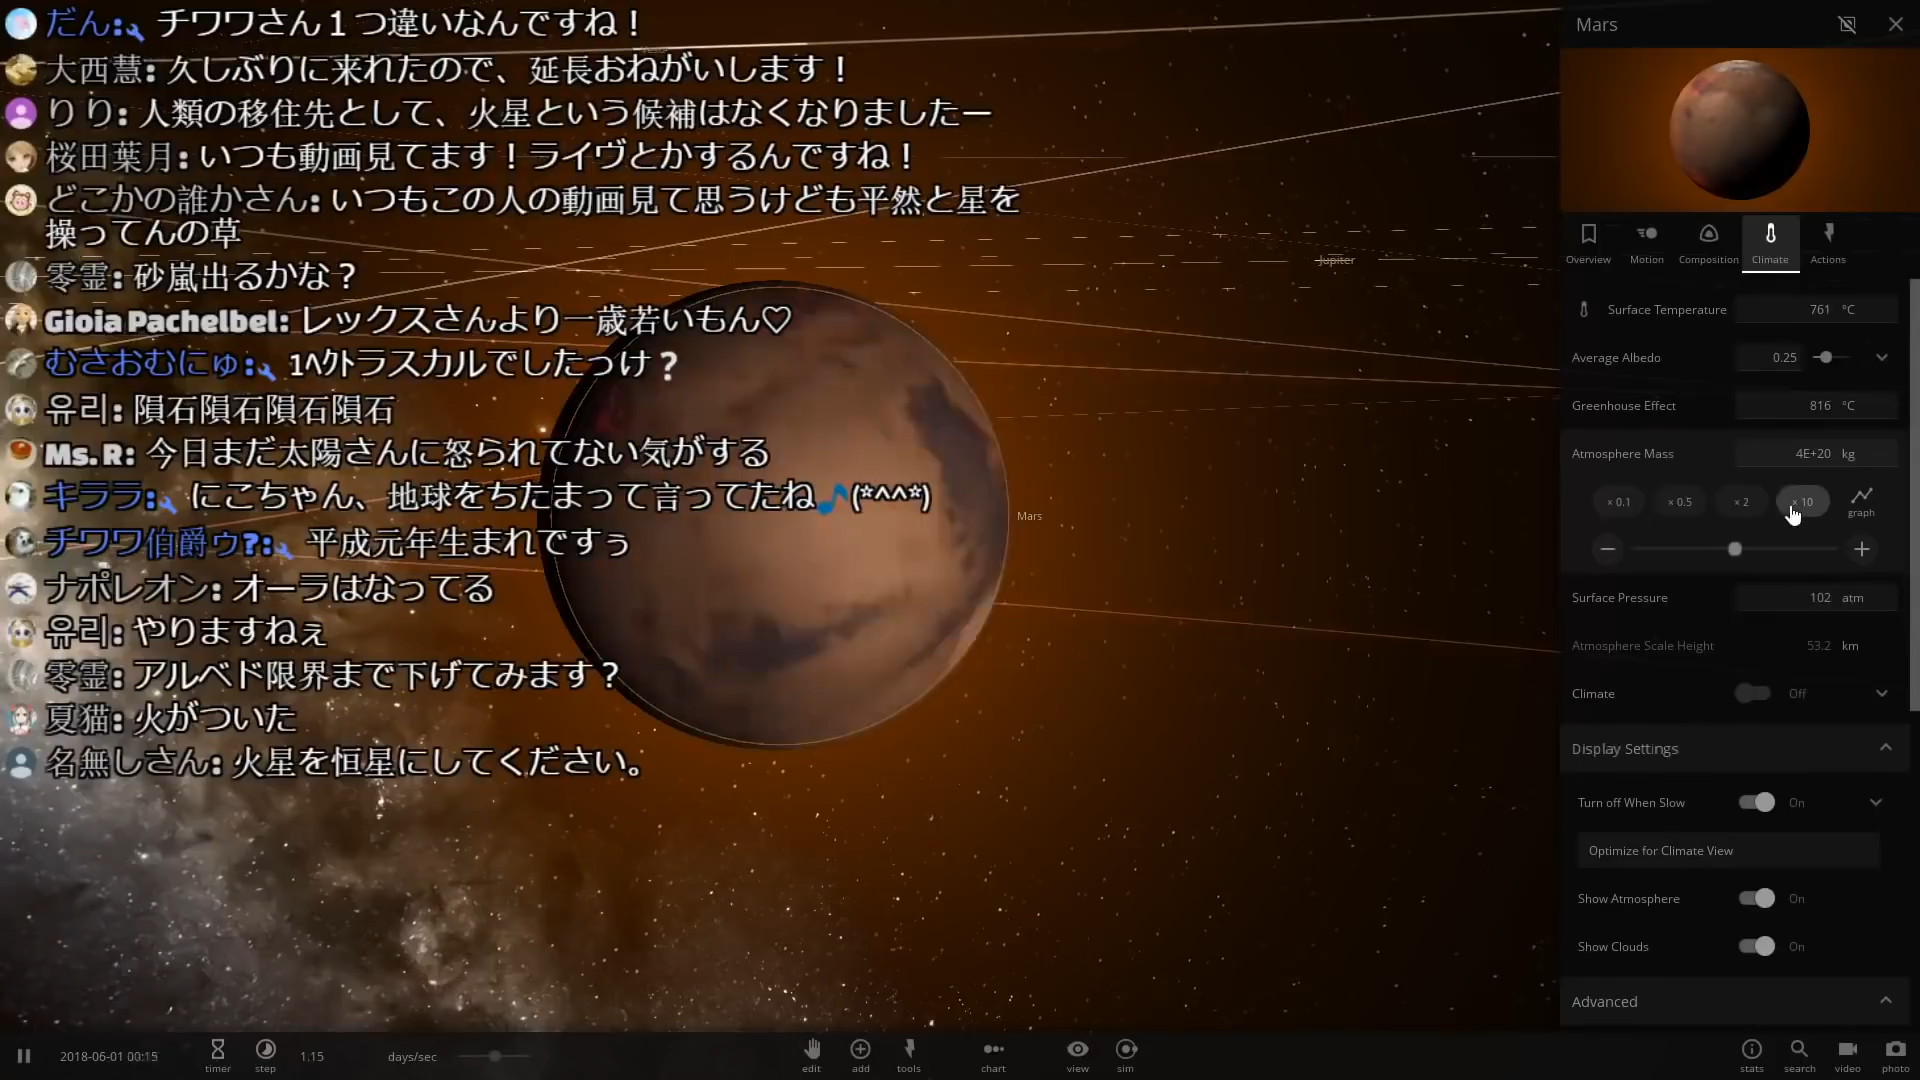 だん: チワワさん１つ違いなんですね！
大西慧: 久しぶりに来れたので、延長おねがいします！
りり: 人類の移住先として、火星という候補はなくなりましたー
桜田葉月: いつも動画見てます！ライヴとかするんですね！
どこかの誰かさん: いつもこの人の動画見て思うけども平然と星を
操ってんの草
零霊: 砂嵐出るかな？
Gioia Pachelbel: レックスさんより一歳若いもん♡
むさおむにゅ: 1ﾍｸﾄラスカルでしたっけ？
유리: 隕石隕石隕石隕石
Ms. R: 今日まだ太陽さんに怒られてない気がする
キララ: にこちゃん、地球をちたまって言ってたね🎵(*^^*)
チワワ伯爵ゥ?: 平成元年生まれですぅ
ナポレオン: オーラはなってる
유리: やりますねぇ
零霊: アルベド限界まで下げてみます？
夏猫: 火がついた
名無しさん: 火星を恒星にしてください。
Jupiter
Mars
Mars
Overview Motion Composition Climate Actions
Surface Temperature 761 °C
Average Albedo 0.25
Greenhouse Effect 816 °C
Atmosphere Mass 4E+20 kg
× 0.1 × 0.5 × 2 × 10 graph
Surface Pressure 102 atm
Atmosphere Scale Height 53.2 km
Climate Off
Display Settings
Turn off When Slow On
Optimize for Climate View
Show Atmosphere On
Show Clouds On
Advanced
2018-06-01 00:15 timer step 1.15 days/sec edit add tools chart view sim stats search video photo